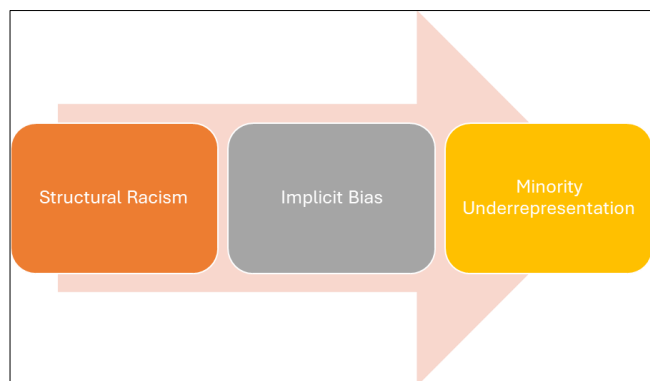 Structural Racism
Implicit Bias
Minority
Underrepresentation